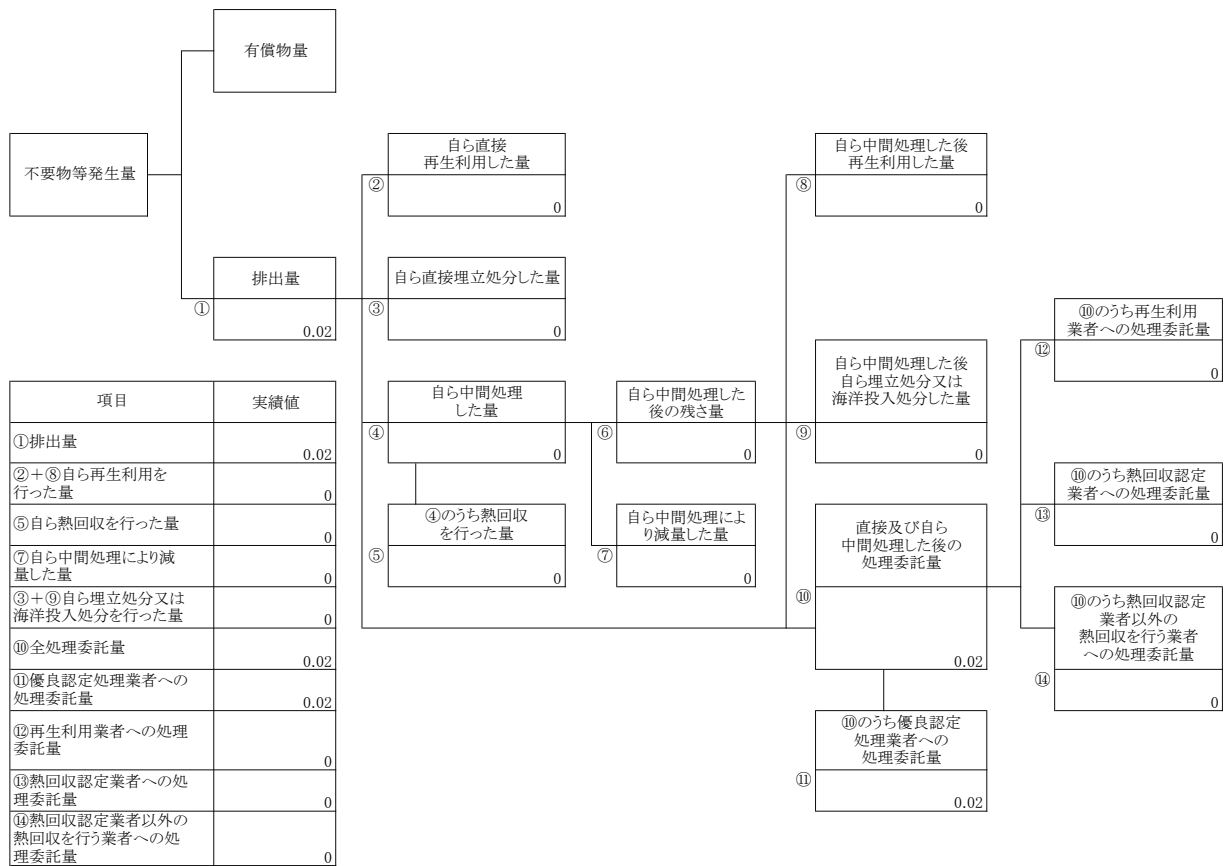 有償物量
不要物等発生量
自ら直接
再生利用した量
②
0
自ら中間処理した後
再生利用した量
⑧
0
排出量
①
0.02
自ら直接埋立処分した量
③
0
⑩のうち再生利用
業者への処理委託量
⑫
0
自ら中間処理
した量
④
0
自ら中間処理した
後の残さ量
⑥
0
自ら中間処理した後
自ら埋立処分又は
海洋投入処分した量
⑨
0
⑩のうち熱回収認定
業者への処理委託量
⑬
0
④のうち熱回収
を行った量
⑤
0
自ら中間処理によ
り減量した量
⑦
0
直接及び自ら
中間処理した後の
処理委託量
⑩
0.02
⑩のうち熱回収認定
業者以外の
熱回収を行う業者
への処理委託量
⑭
0
⑩のうち優良認定
処理業者への
処理委託量
⑪
0.02
項目 実績値
①排出量 0.02
②+⑧自ら再生利用を
行った量 0
⑤自ら熱回収を行った量 0
⑦自ら中間処理により減
量した量 0
③+⑨自ら埋立処分又は
海洋投入処分を行った量 0
⑩全処理委託量 0.02
⑪優良認定処理業者への
処理委託量 0.02
⑫再生利用業者への処理
委託量 0
⑬熱回収認定業者への処
理委託量 0
⑭熱回収認定業者以外の
熱回収を行う業者への処
理委託量 0